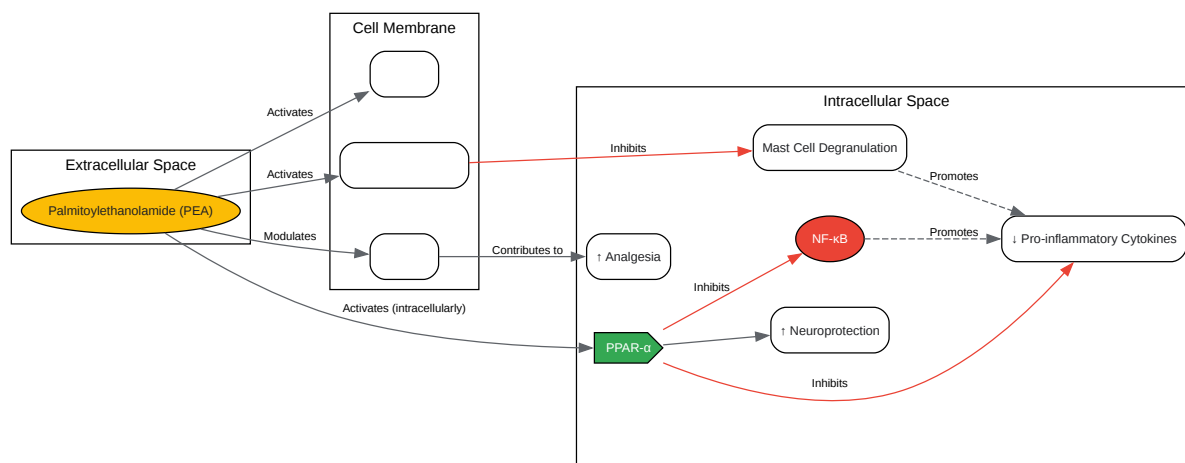 Cell Membrane
Activates
Intracellular Space
Extracellular Space
Inhibits
Mast Cell Degranulation
Activates
Promotes
Palmitoylethanolamide (PEA)
Modulates
NF-κB
Promotes
↓ Pro-inflammatory Cytokines
Contributes to
↑ Analgesia
Inhibits
Activates (intracellularly)
↑ Neuroprotection
PPAR-α
Inhibits